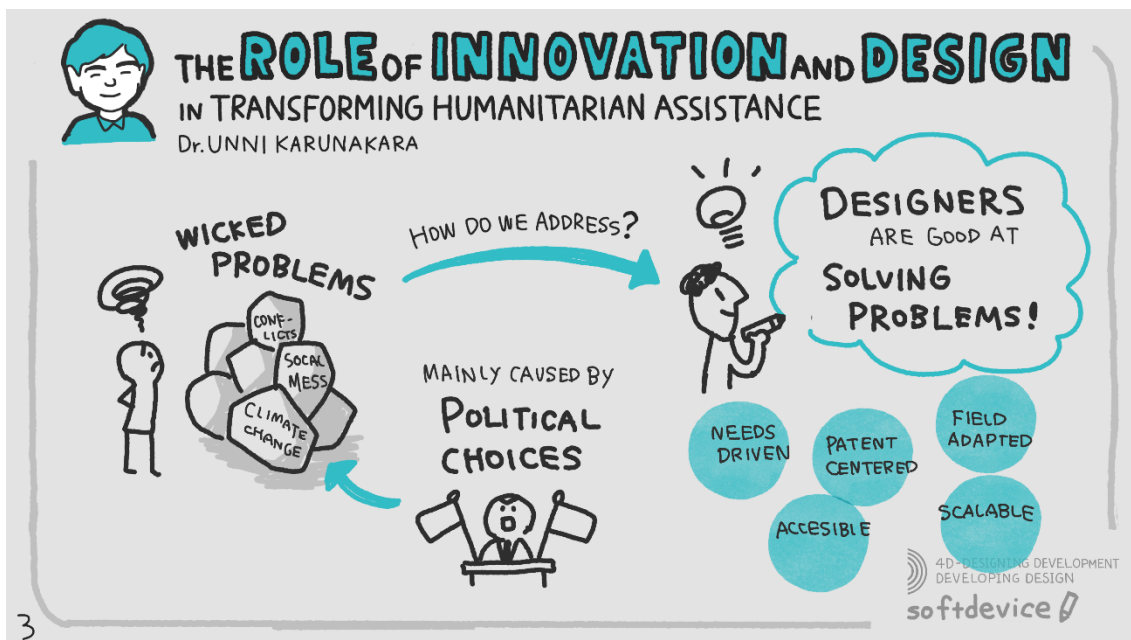 THE ROLE OF INNOVATION AND DESIGN
IN TRANSFORMING HUMANITARIAN ASSISTANCE
Dr. UNNI KARUNAKARA
WICKED
PROBLEMS
CONF-
LICTS
SOCAL
MESS
CLIMATE
CHANGE
HOW DO WE ADDRESS?
MAINLY CAUSED BY
POLITICAL
CHOICES
DESIGNERS
ARE GOOD AT
SOLVING
PROBLEMS!
NEEDS
DRIVEN
PATENT
CENTERED
FIELD
ADAPTED
ACCESIBLE
SCALABLE
4D-DESIGNING DEVELOPMENT
DEVELOPING DESIGN
softdevice
3